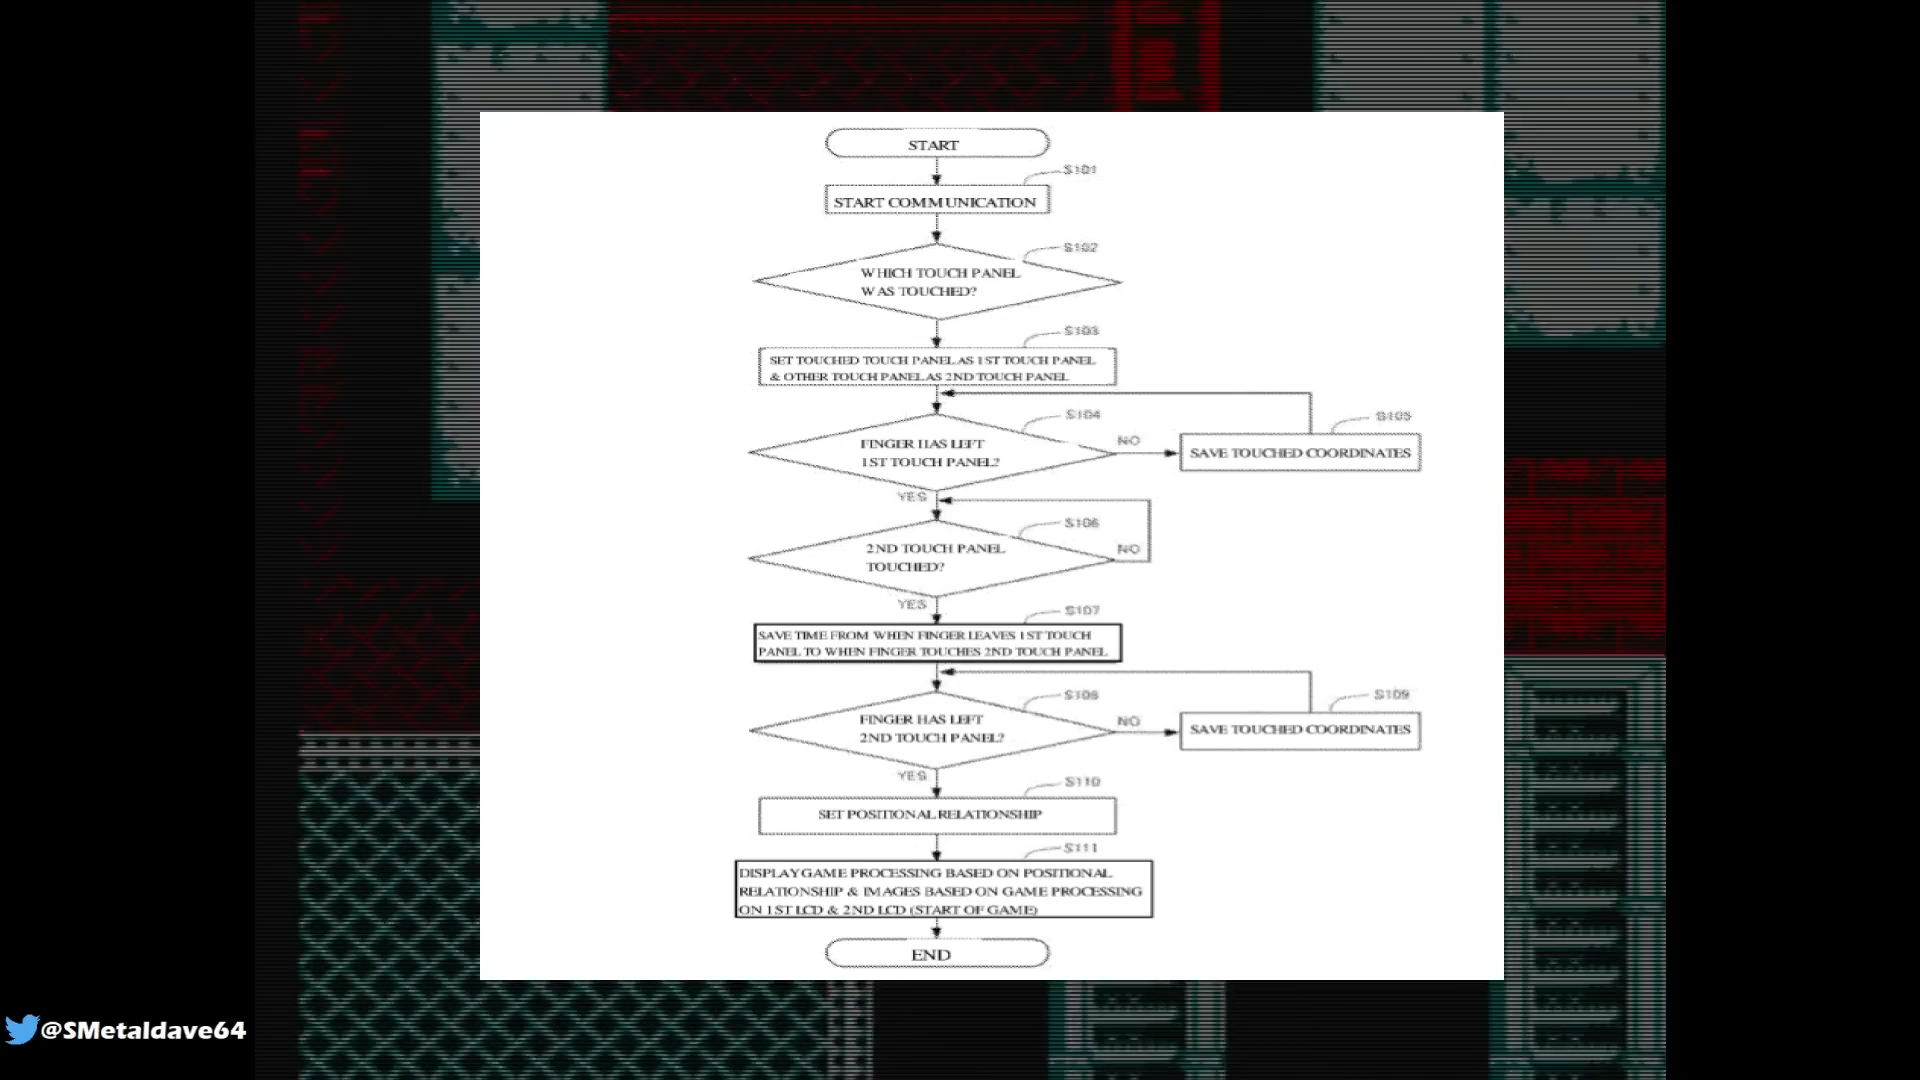 START
S101
START COMMUNICATION
S102
WHICH TOUCH PANEL
WAS TOUCHED?
S103
SET TOUCHED TOUCH PANEL AS 1ST TOUCH PANEL
& OTHER TOUCH PANEL AS 2ND TOUCH PANEL
S104
FINGER HAS LEFT
1ST TOUCH PANEL?
NO
S105
SAVE TOUCHED COORDINATES
YES
S106
2ND TOUCH PANEL
TOUCHED?
NO
YES
S107
SAVE TIME FROM WHEN FINGER LEAVES 1ST TOUCH
PANEL TO WHEN FINGER TOUCHES 2ND TOUCH PANEL
S108
FINGER HAS LEFT
2ND TOUCH PANEL?
NO
S109
SAVE TOUCHED COORDINATES
YES
S110
SET POSITIONAL RELATIONSHIP
S111
DISPLAY GAME PROCESSING BASED ON POSITIONAL
RELATIONSHIP & IMAGES BASED ON GAME PROCESSING
ON 1ST LCD & 2ND LCD (START OF GAME)
END
@SMetaldave64